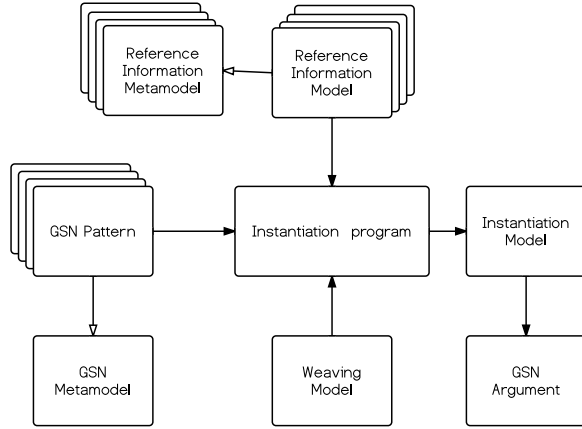 Reference
Information
Metamodel
Reference
Information
Model
GSN Pattern
Instantiation program
Instantiation
Model
GSN
Metamodel
Weaving
Model
GSN
Argument